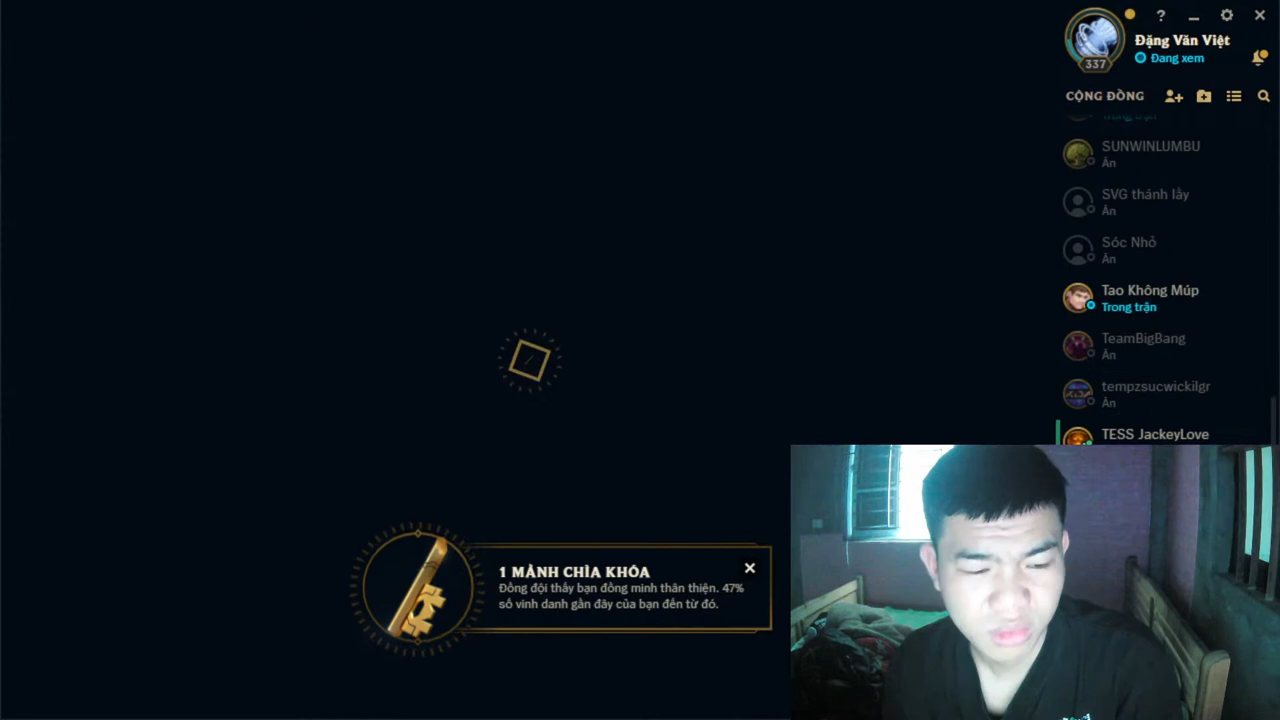 ?
Đặng Văn Việt
337
Đang xem
CỘNG ĐỒNG
SUNWINLUMBU
Ẩn
SVG thánh lầy
Ẩn
Sóc Nhỏ
Ẩn
Tao Không Múp
Trong trận
TeamBigBang
Ẩn
tempzsucwickilgr
Ẩn
TESS JackeyLove
1 MẢNH CHÌA KHÓA
Đồng đội thấy bạn đồng minh thân thiện. 47%
số vinh danh gần đây của bạn đến từ đó.